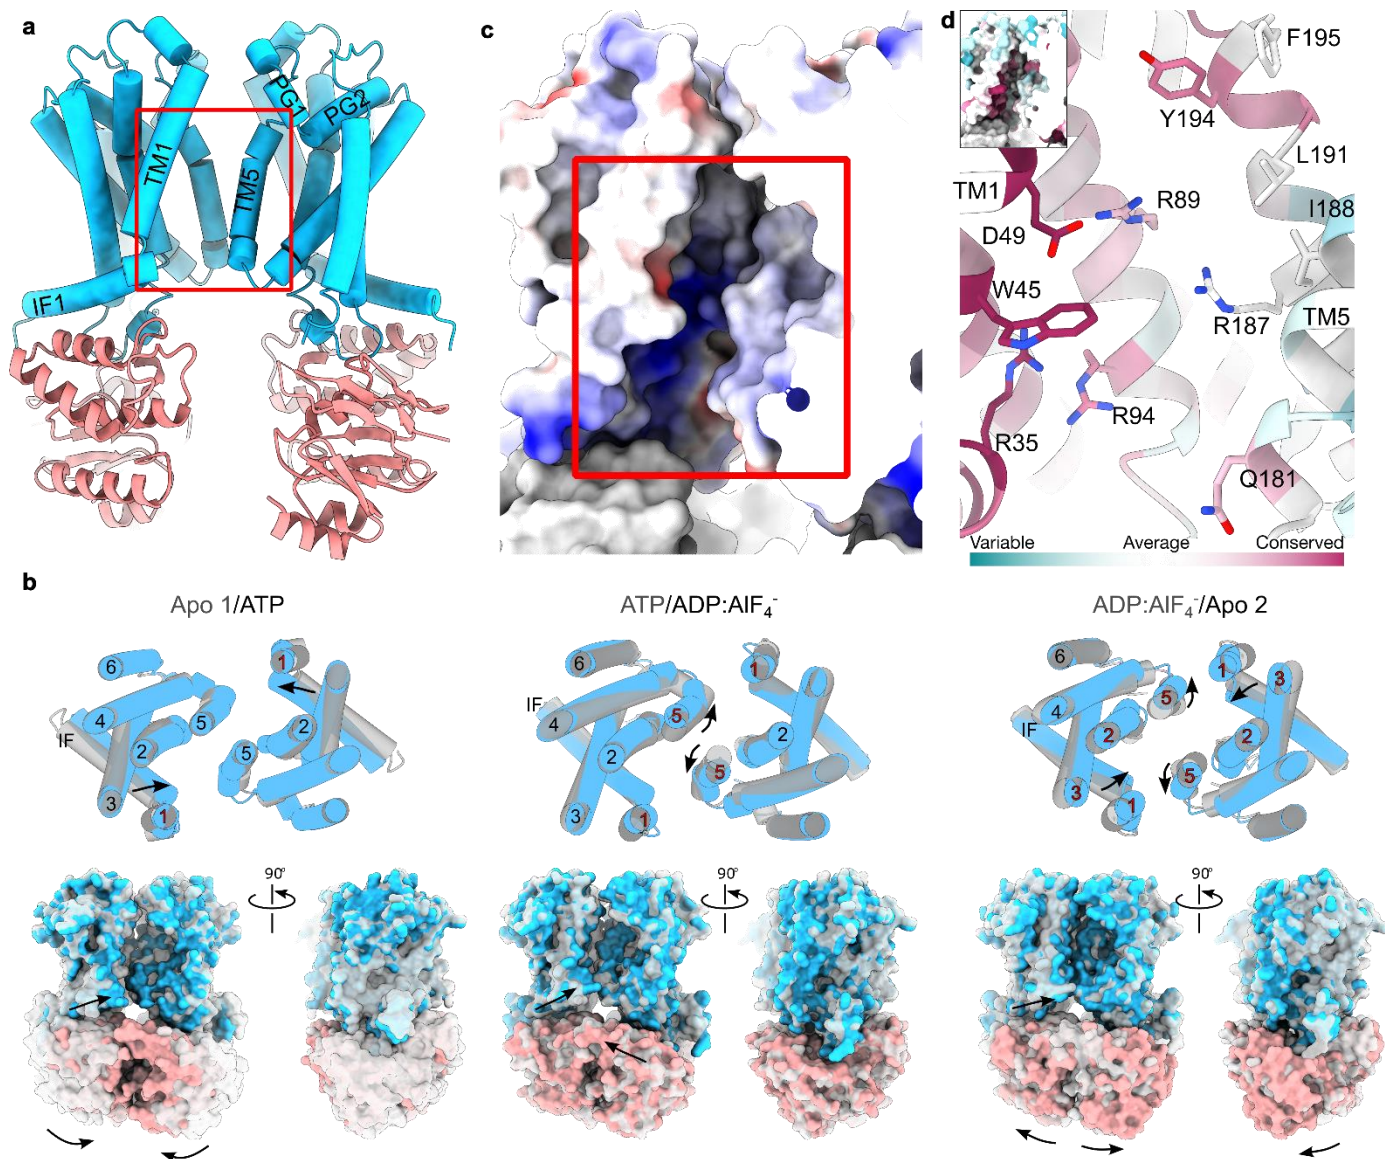 a
PG1
PG2
TM1
TM5
IF1
c
d
F195
Y194
L191
TM1
R89
I188
D49
W45
R187
TM5
R94
R35
Q181
Variable Average Conserved
b
Apo 1/ATP
6
1
4
5
2
IF
2
5
3
1
ATP/ADP:AlF₄⁻
6
1
IF
4
5
2
2
5
3
1
ADP:AlF₄⁻/Apo 2
6
1
3
5
4
IF
2
2
5
3
1
90°
90°
90°